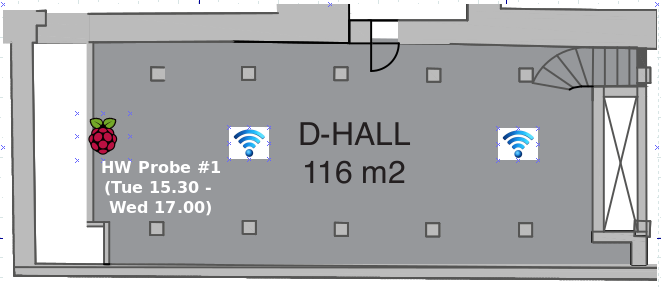 D-HALL
116 m2
HW Probe #1
(Tue 15.30 -
Wed 17.00)